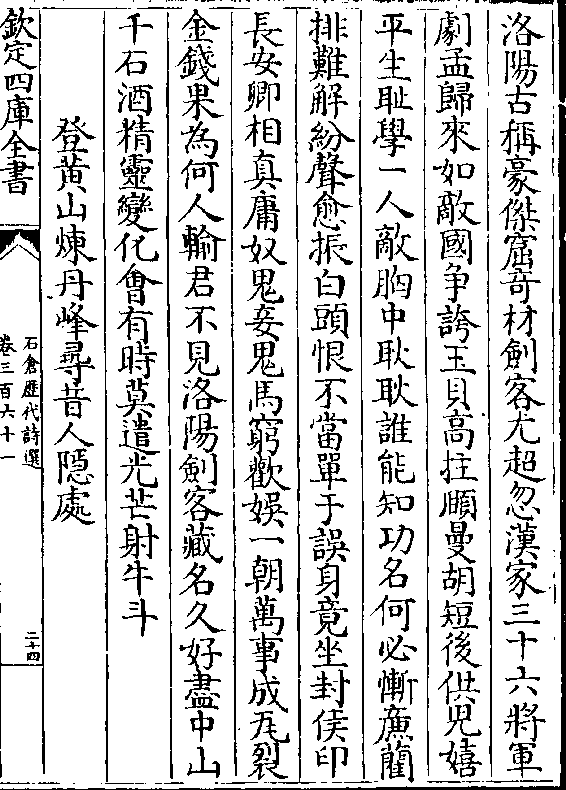 洛陽古稱豪傑窟奇材劍客尤超忽漢家三十六將軍
劇孟歸來如敵國爭誇玉貝高拄頥曼胡短後供兒嬉
平生耻學一人敵胸中耿耿誰能知功名何必慚廉藺
排難解紛聲愈振白頭恨不當單于誤身竟坐封侯印
長安卿相真庸奴鬼妾鬼馬窮歡娛一朝萬事成瓦裂
金錢果為何人輸君不見洛陽劍客藏名久好盡中山
千石酒精靈變化會有時莫遣光芒射牛斗
登黃山煉丹峰尋昔人隱處
欽定四庫全書
石倉歷代詩選
卷三百六十一
二十四